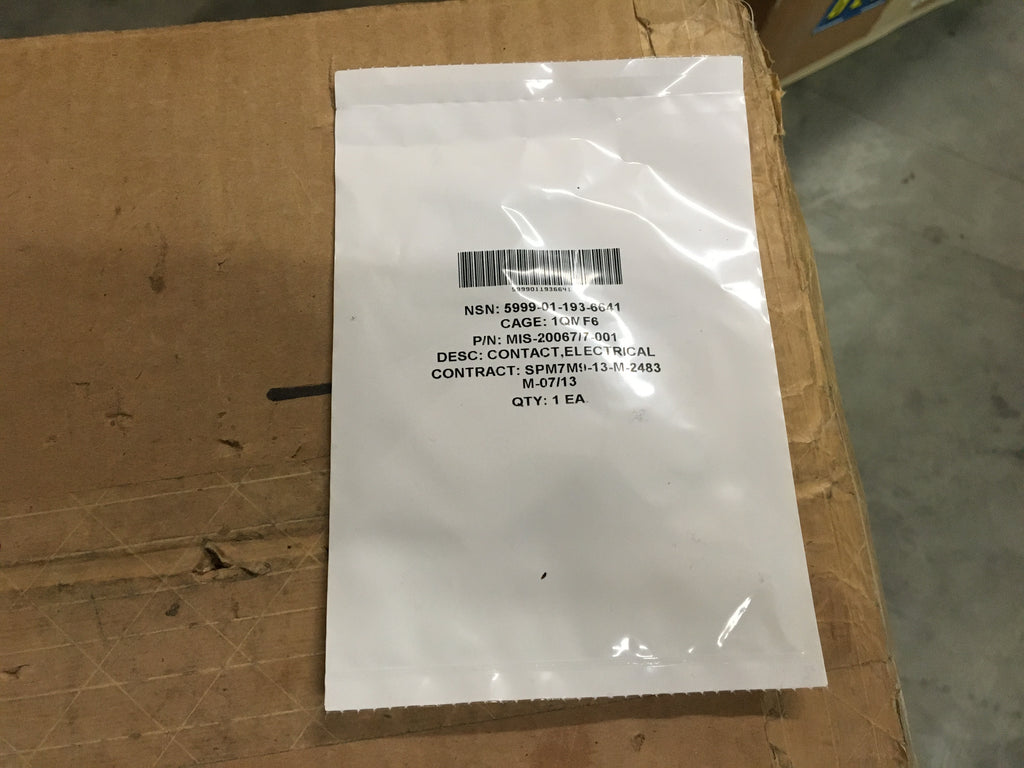 5999011936641
NSN: 5999-01-193-6641
CAGE: 1QMF6
P/N: MIS-20067/7-001
DESC: CONTACT,ELECTRICAL
CONTRACT: SPM7M9-13-M-2483
M-07/13
QTY: 1 EA